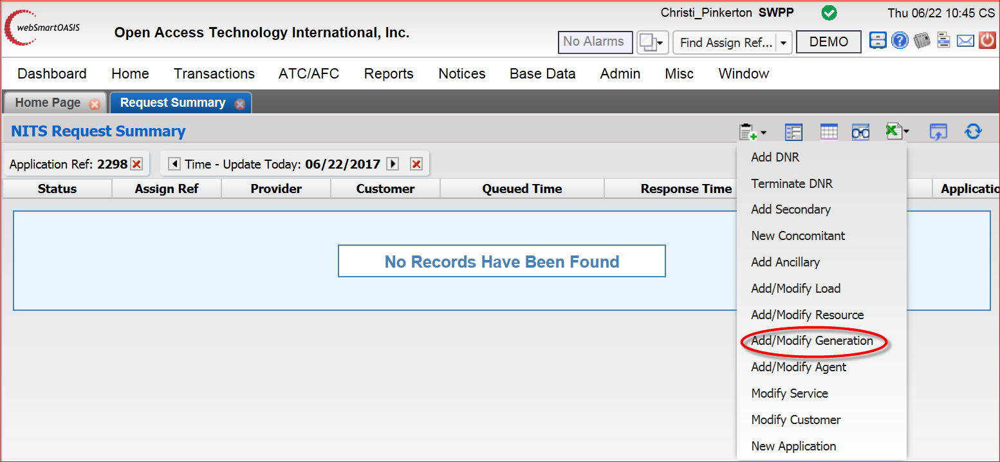 Christi_Pinkerton SWPP Thu 06/22 10:45 CS
webSmartOASIS
Open Access Technology International, Inc.
No Alarms Find Assign Ref... DEMO
Dashboard Home Transactions ATC/AFC Reports Notices Base Data Admin Misc Window
Home Page Request Summary
NITS Request Summary
Application Ref: 2298 Time - Update Today: 06/22/2017
Status Assign Ref Provider Customer Queued Time Response Time Applicatio
No Records Have Been Found
Add DNR
Terminate DNR
Add Secondary
New Concomitant
Add Ancillary
Add/Modify Load
Add/Modify Resource
Add/Modify Generation
Add/Modify Agent
Modify Service
Modify Customer
New Application